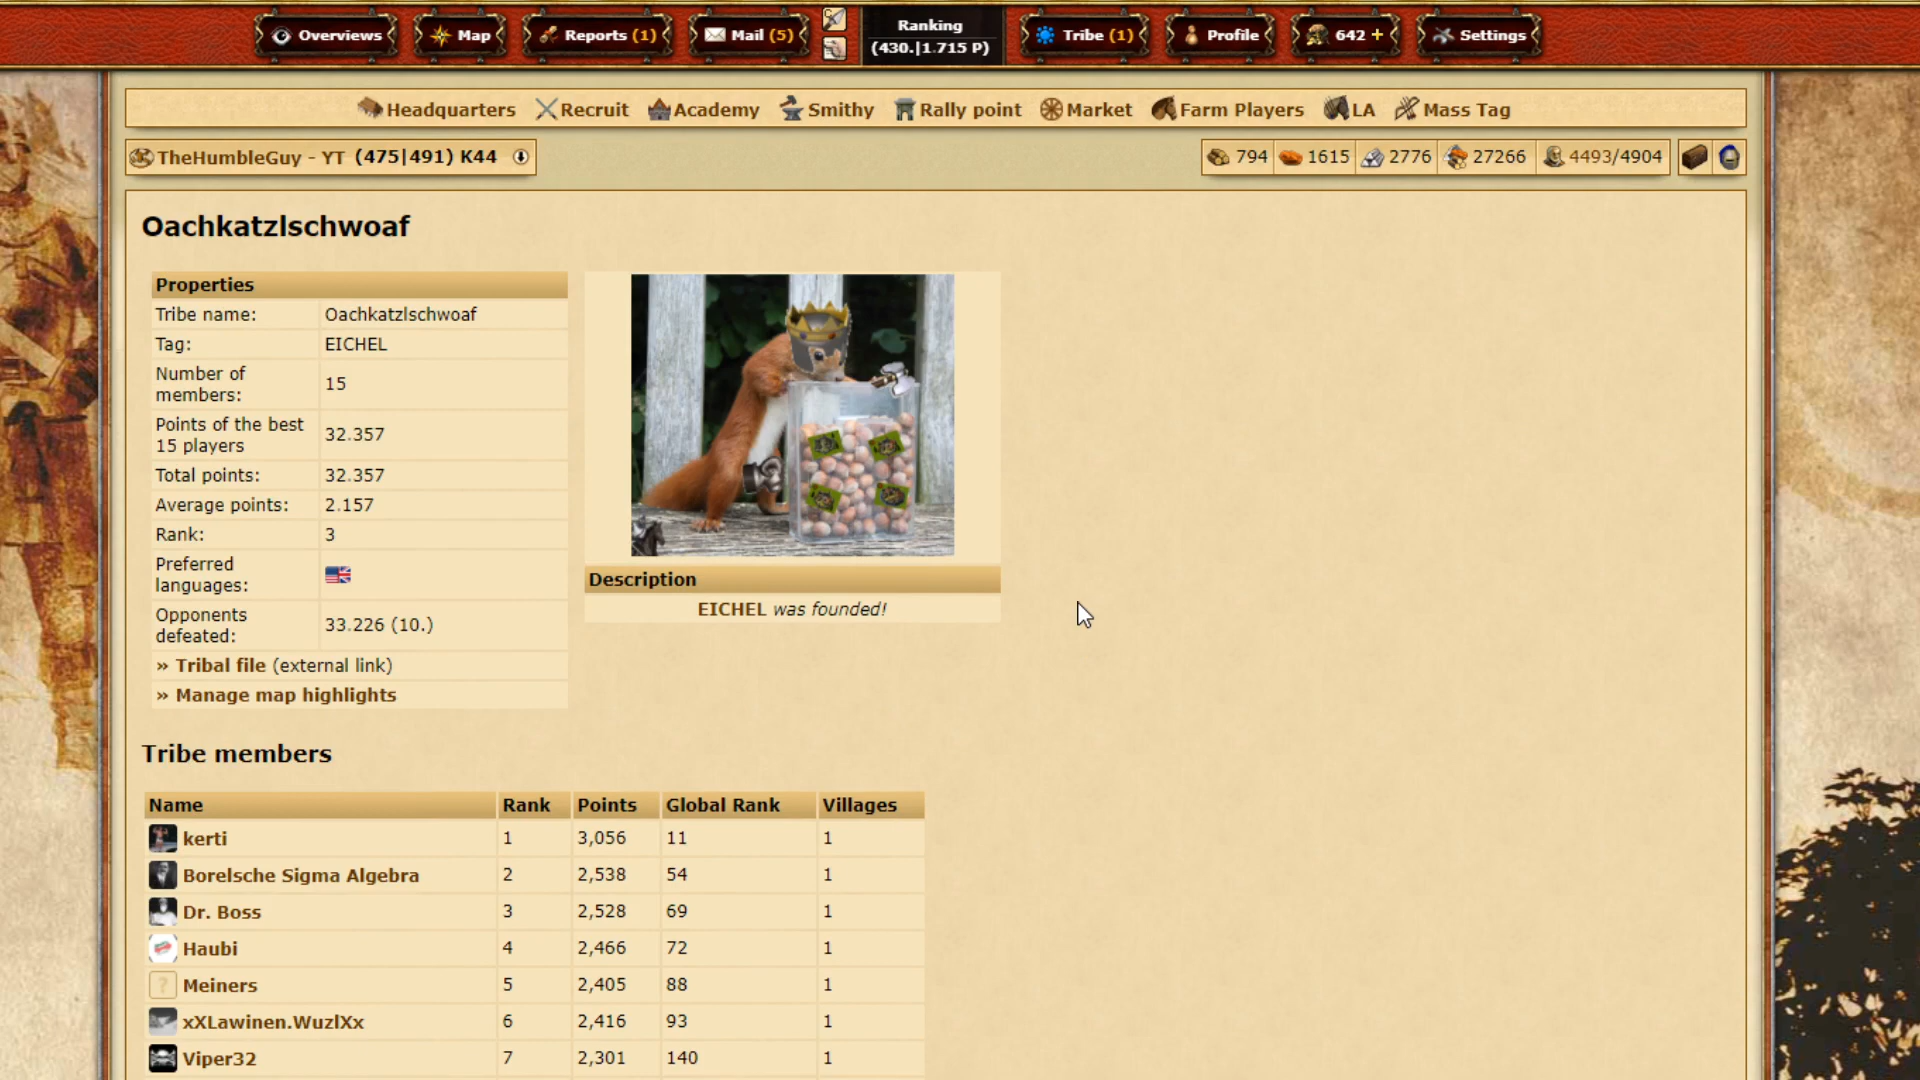 Overviews
Map
Reports (1)
Mail (5)
Ranking
(430.|1.715 P)
Tribe (1)
Profile
642 +
Settings
Headquarters
Recruit
Academy
Smithy
Rally point
Market
Farm Players
LA
Mass Tag
TheHumbleGuy - YT (475|491) K44
794
1615
2776
27266
4493/4904
Oachkatzlschwoaf
Properties
Tribe name: Oachkatzlschwoaf
Tag: EICHEL
Number of
members: 15
Points of the best
15 players 32.357
Total points: 32.357
Average points: 2.157
Rank: 3
Preferred
languages:
Opponents
defeated: 33.226 (10.)
» Tribal file (external link)
» Manage map highlights
Description
EICHEL was founded!
Tribe members
Name Rank Points Global Rank Villages
kerti 1 3,056 11 1
Borelsche Sigma Algebra 2 2,538 54 1
Dr. Boss 3 2,528 69 1
Haubi 4 2,466 72 1
? Meiners 5 2,405 88 1
xXLawinen.WuzlXx 6 2,416 93 1
Viper32 7 2,301 140 1